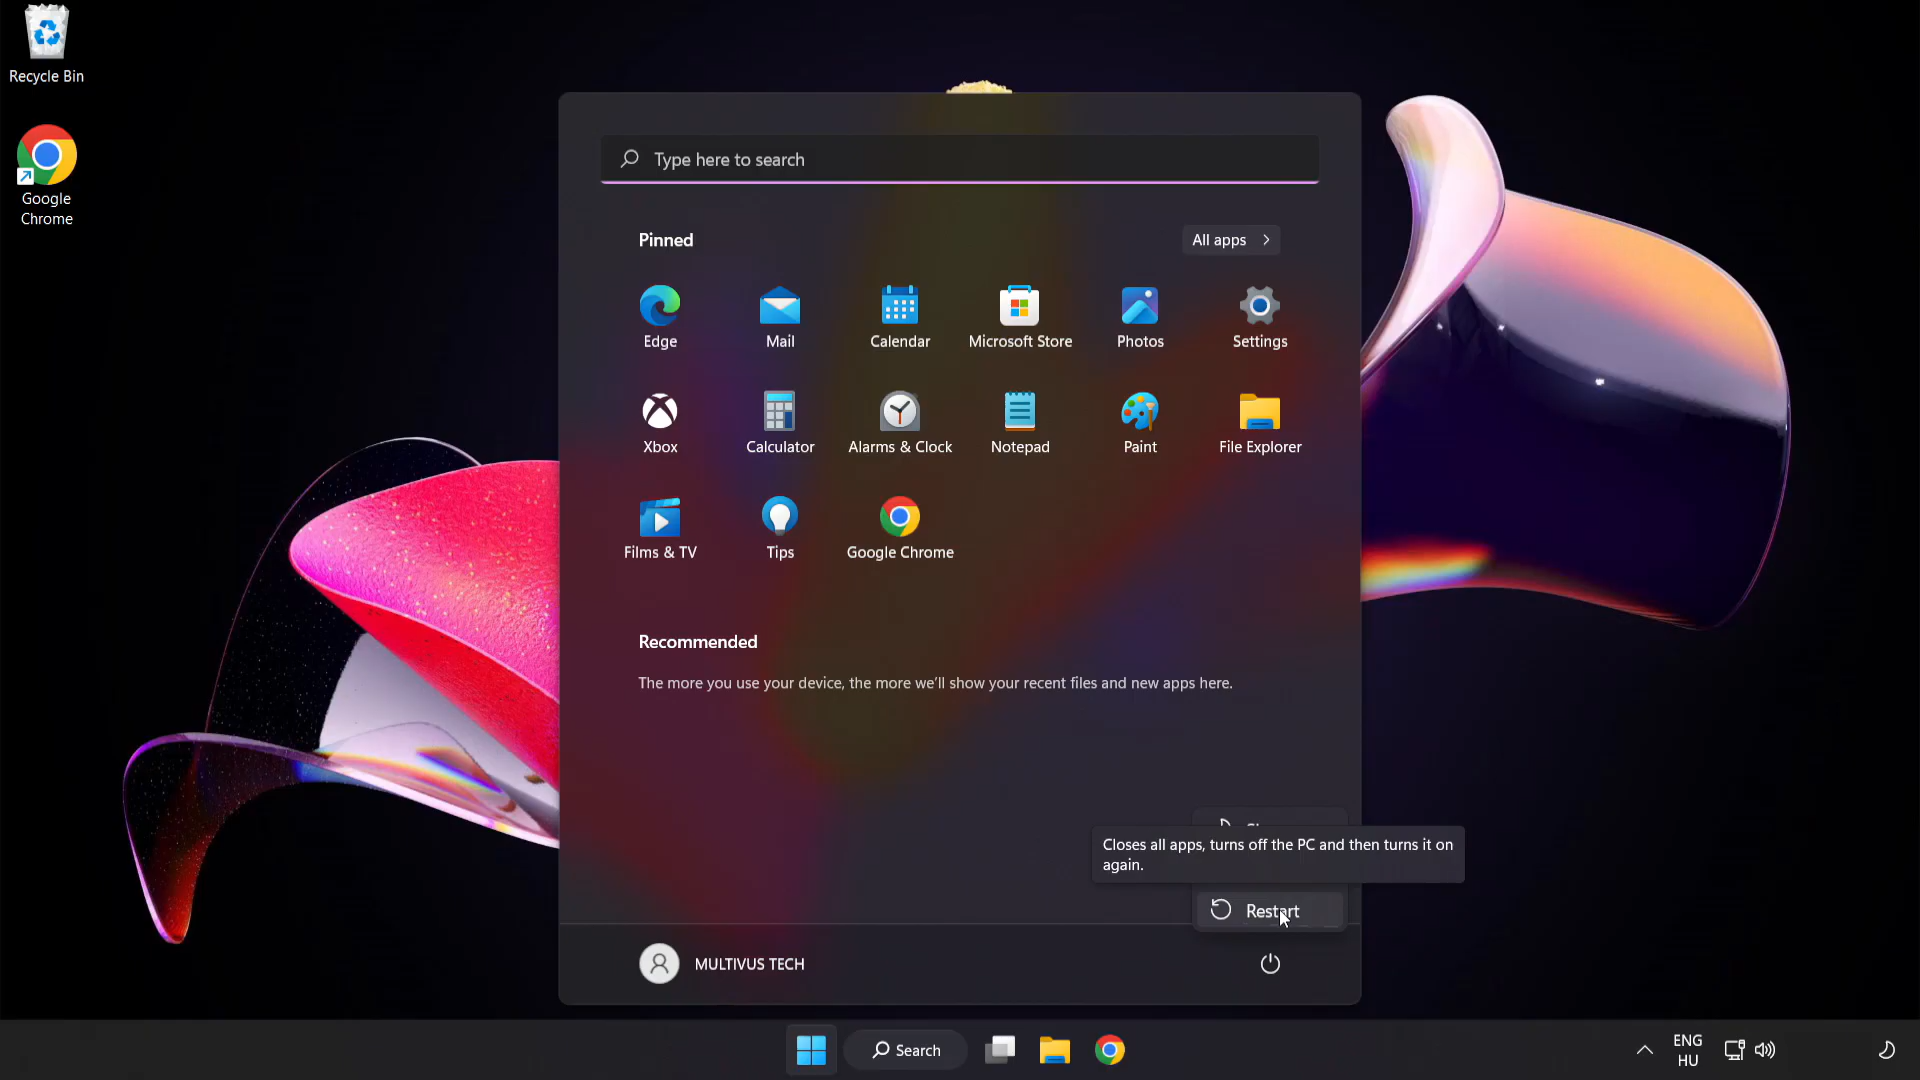 Recycle Bin
Google
Chrome
Type here to search
Pinned
All apps
Edge
Mail
Calendar
Microsoft Store
Photos
Settings
Xbox
Calculator
Alarms & Clock
Notepad
Paint
File Explorer
Films & TV
Tips
Google Chrome
Recommended
The more you use your device, the more we'll show your recent files and new apps here.
Closes all apps, turns off the PC and then turns it on
again.
Restart
MULTIVUS TECH
Search
ENG
HU